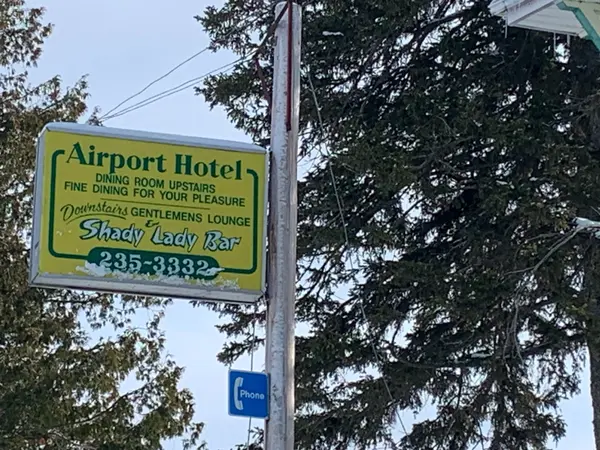 Airport Hotel
DINING ROOM UPSTAIRS
FINE DINING FOR YOUR PLEASURE
Downstairs GENTLEMENS LOUNGE
&
Shady Lady Bar
235-3332
Phone